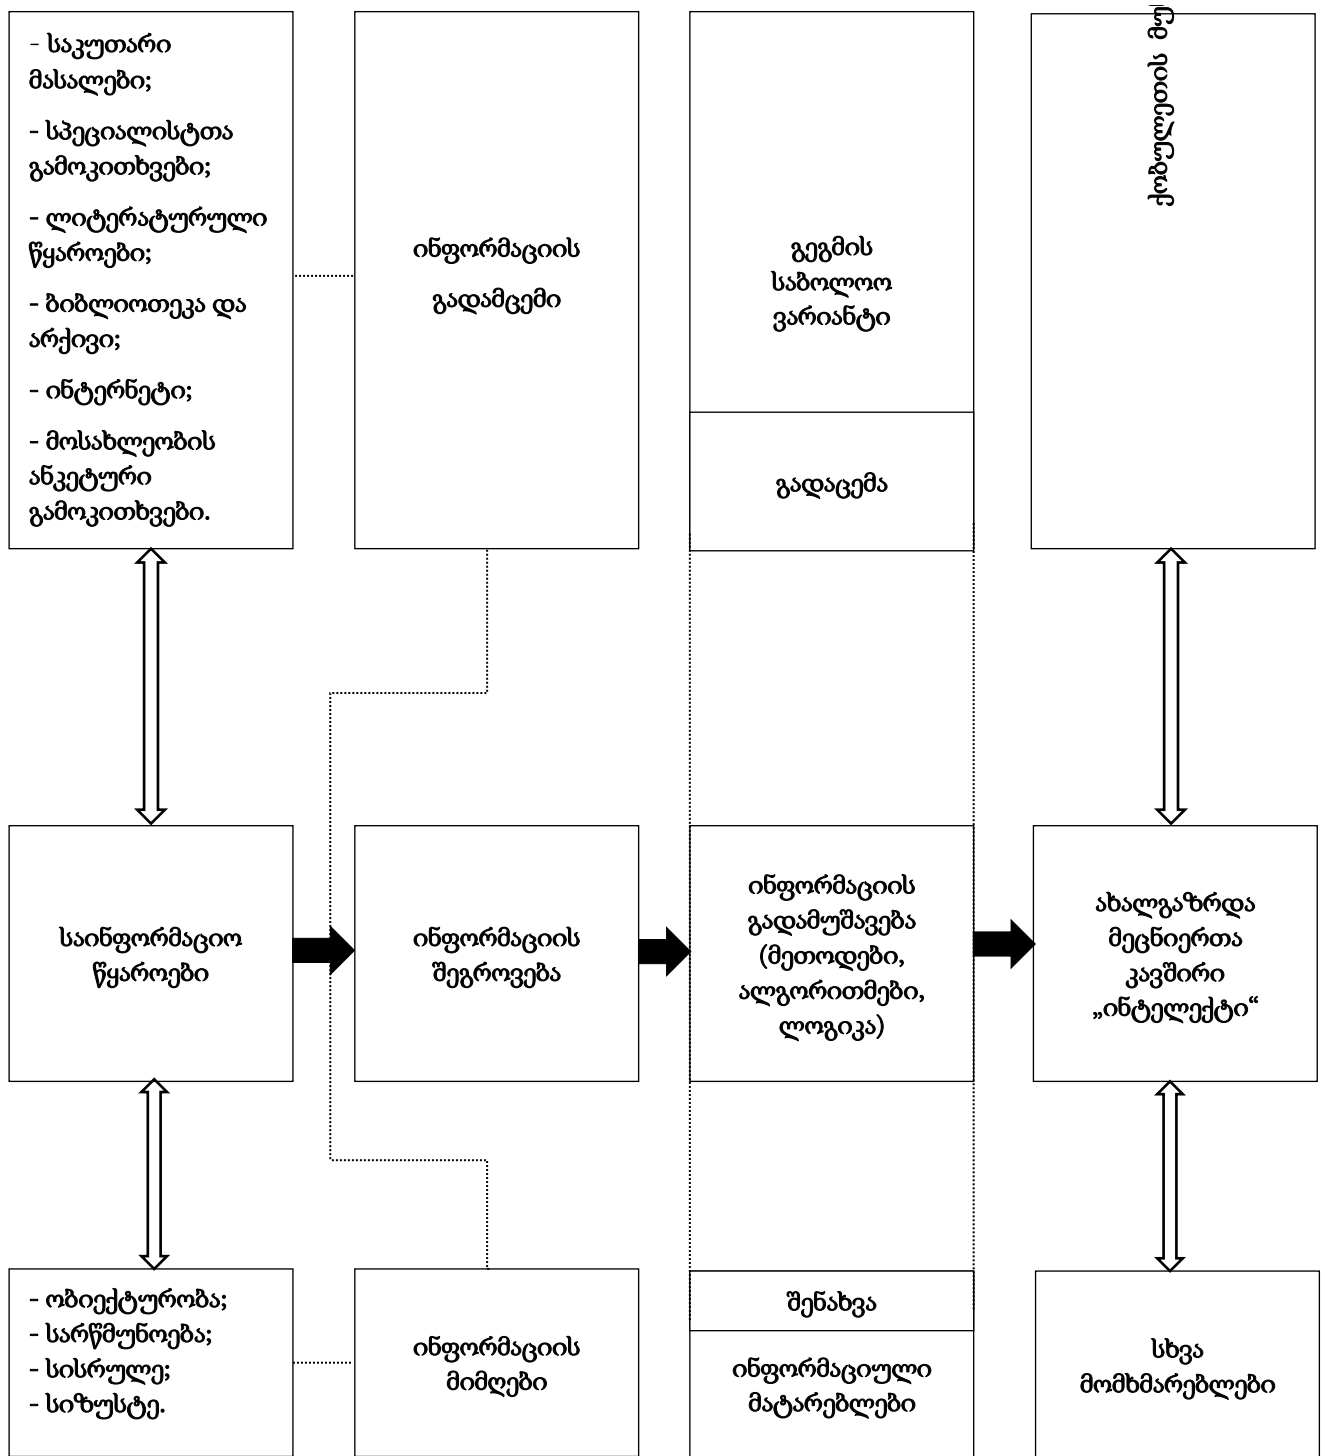 - საკუთარი
მასალები;
- სპეციალისტთა
გამოკითხვები;
- ლიტერატურული
წყაროები;
- ბიბლიოთეკა და
არქივი;
- ინტერნეტი;
- მოსახლეობის
ანკეტური
გამოკითხვები.
ინფორმაციის
გადამცემი
გეგმის
საბოლოო
ვარიანტი
გადაცემა
ქობულეთის
საინფორმაციო
წყაროები
ინფორმაციის
შეგროვება
ინფორმაციის
გადამუშავება
(მეთოდები,
ალგორითმები,
ლოგიკა)
ახალგაზრდა
მეცნიერთა
კავშირი
„ინტელექტი“
- ობიექტურობა;
- სარწმუნოება;
- სისრულე;
- სიზუსტე.
ინფორმაციის
მიმღები
შენახვა
ინფორმაციული
მატარებლები
სხვა
მომხმარებლები